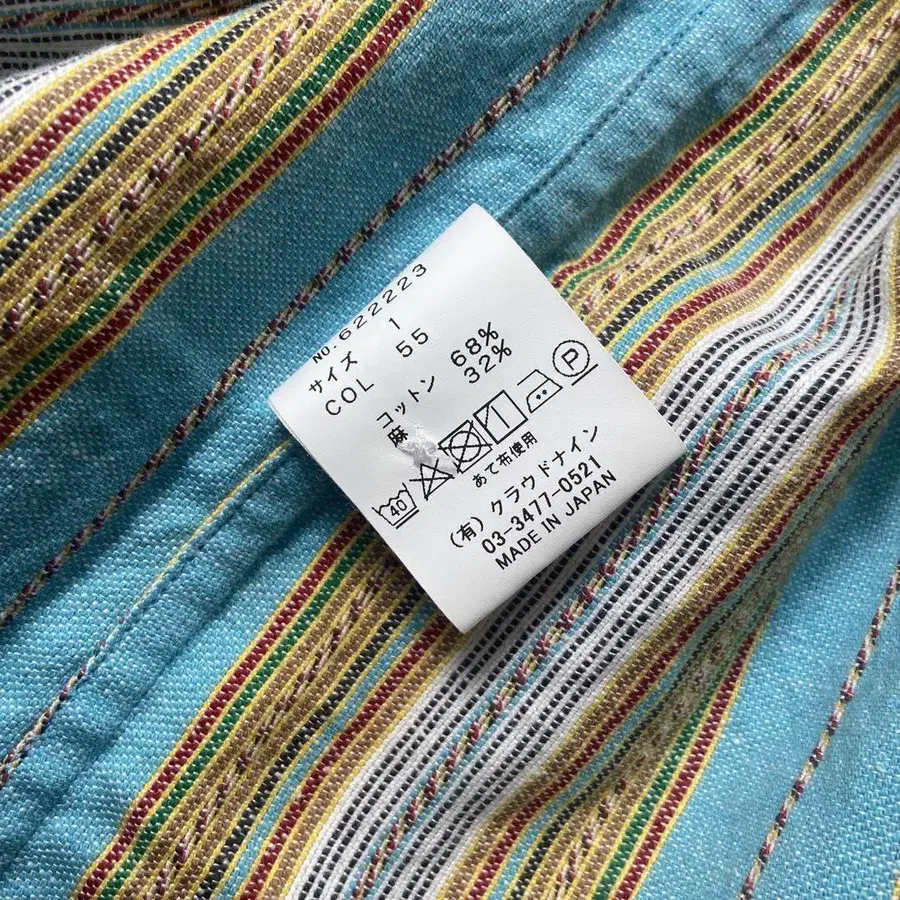 NO.622223
サイズ 1
COL 55
コットン 68%
麻 32%
40
P
あて布使用
(有)クラウドナイン
03-3477-0521
MADE IN JAPAN